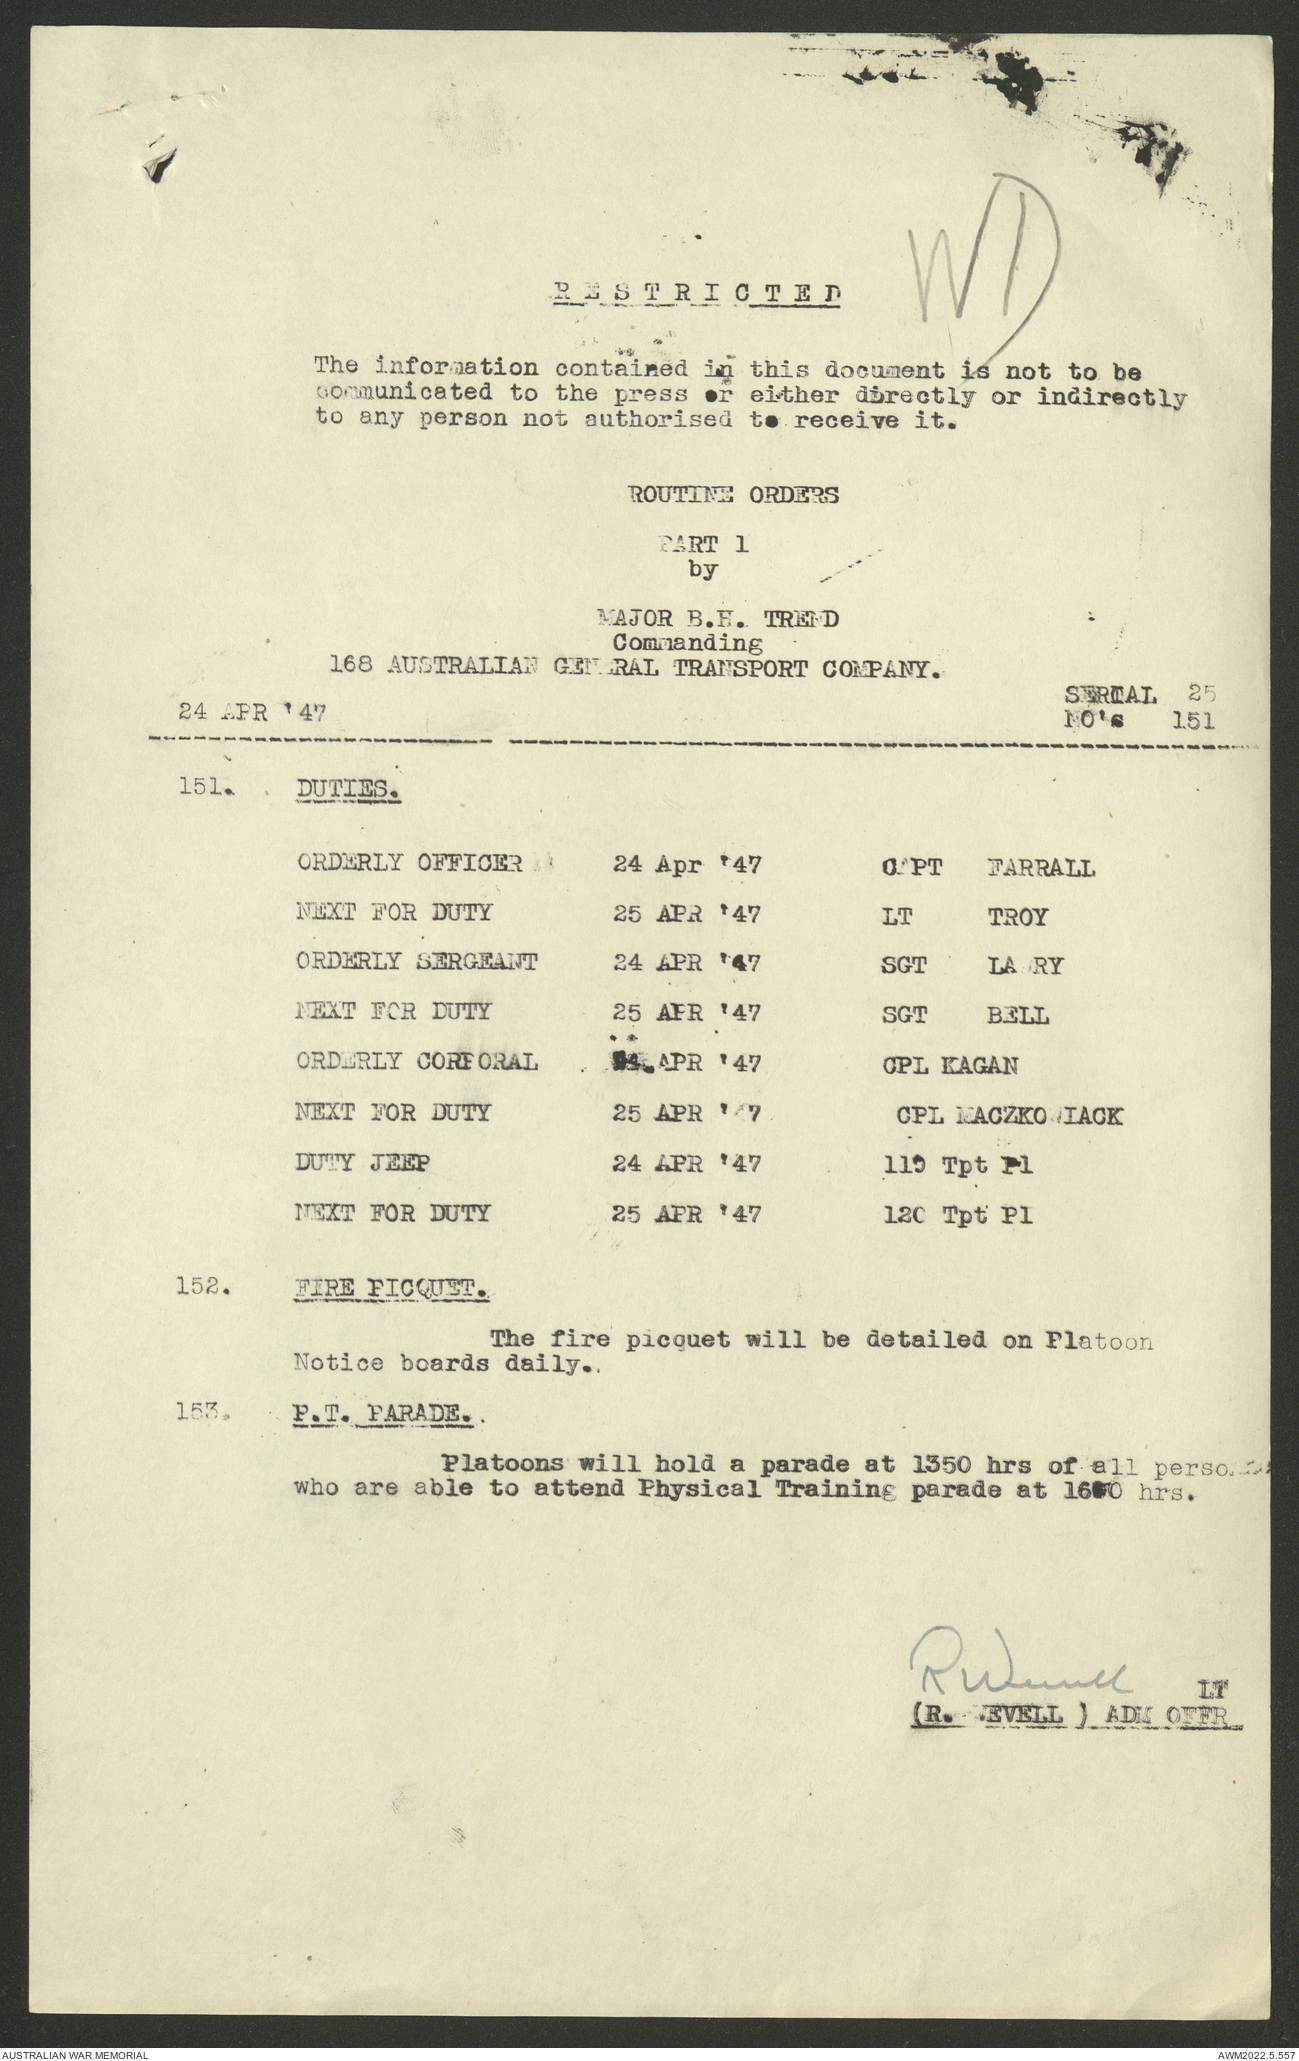 WD
RESTRICTED
The information contained in this document is not to be
communicated to the press or either directly or indirectly
to any person not authorised to receive it.
ROUTINE ORDERS
PART 1
by
MAJOR B.H. TREND
Commanding
168 AUSTRALIAN GENERAL TRANSPORT COMPANY.
SERIAL 25
24 APR '47 NO's 151
151. DUTIES.
ORDERLY OFFICER 24 Apr '47 CAPT FARRALL
NEXT FOR DUTY 25 APR '47 LT TROY
ORDERLY SERGEANT 24 APR '47 SGT
NEXT FOR DUTY 25 APR '47 SGT BELL
ORDERLY CORPORAL 24 APR '47 CPL KAGAN
NEXT FOR DUTY 25 APR '47 CPL MACZKOWIACK
DUTY JEEP 24 APR '47 119 Tpt Pl
NEXT FOR DUTY 25 APR '47 120 Tpt Pl
152. FIRE PICQUET.
The fire picquet will be detailed on Platoon
Notice boards daily.
153. P.T. PARADE.
Platoons will hold a parade at 1350 hrs of all
who are able to attend Physical Training parade at 1600 hrs.
LT
(R. ) ADM OFFR
AUSTRALIAN WAR MEMORIAL
AWM2022.5.557